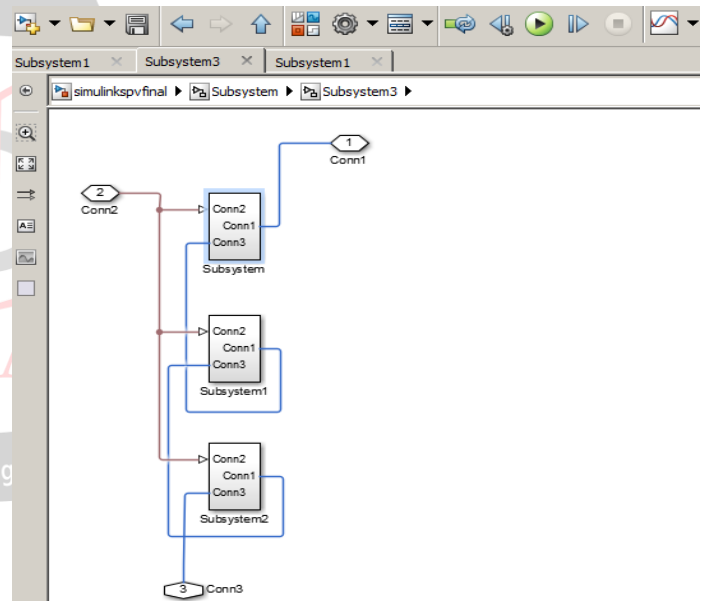 Subsystem1 Subsystem3 Subsystem1
simulinkspvfinal Subsystem Subsystem3
1
Conn1
2
Conn2
Conn2
Conn1
Conn3
Subsystem
Conn2
Conn1
Conn3
Subsystem1
Conn2
Conn1
Conn3
Subsystem2
3 Conn3
A
g